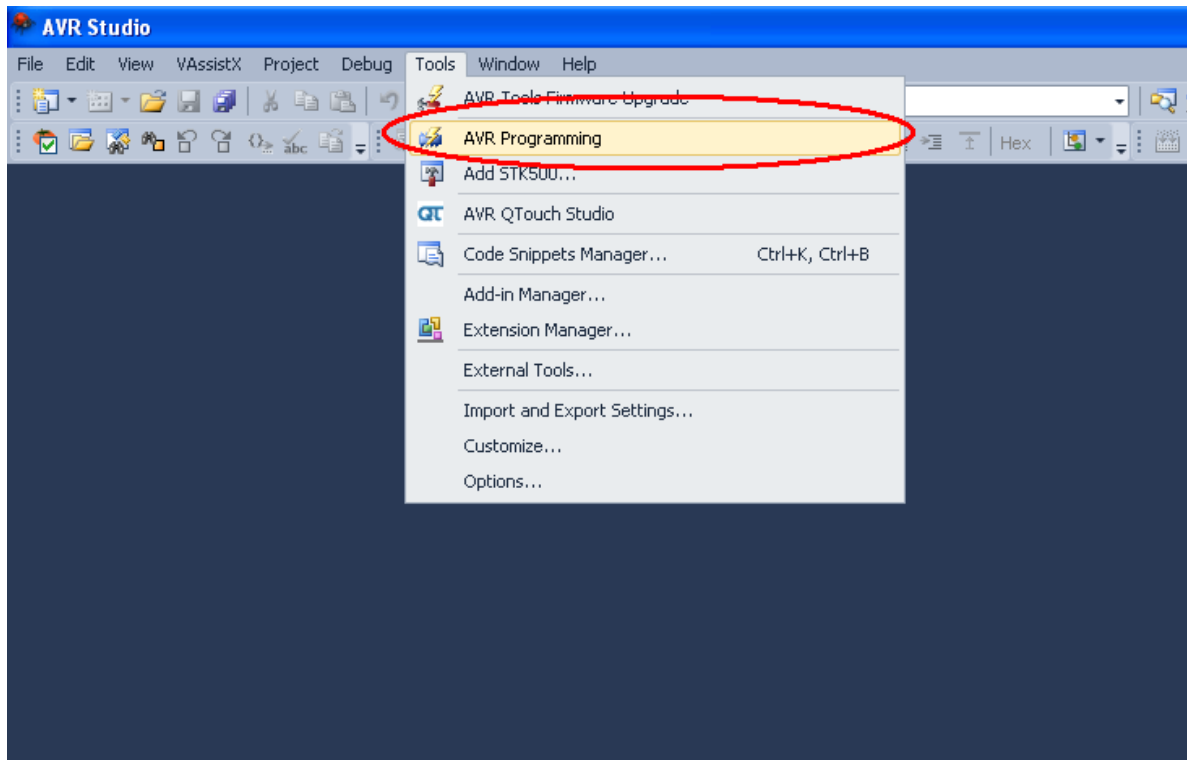 AVR Studio
File Edit View VAssistX Project Debug Tools Window Help
AVR Tools Firmware Upgrade
abc Hex
AVR Programming
Add STK500...
QT AVR QTouch Studio
Code Snippets Manager... Ctrl+K, Ctrl+B
Add-in Manager...
Extension Manager...
External Tools...
Import and Export Settings...
Customize...
Options...